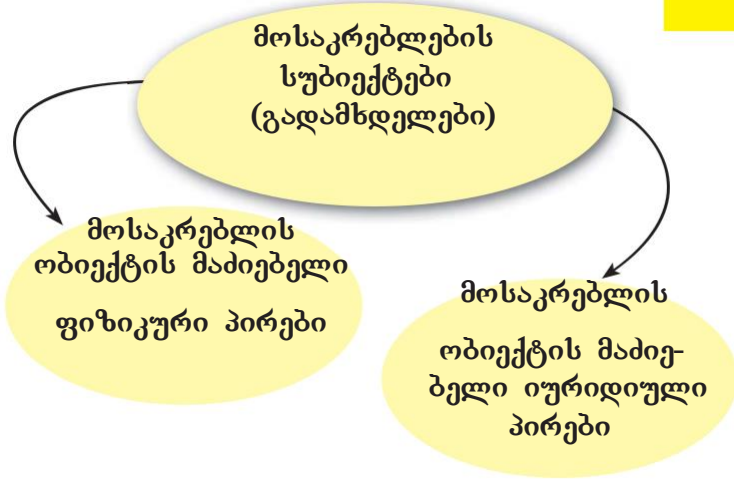 მოსაკრებლების
სუბიექტები
(გადამხდელები)
მოსაკრებლის
ობიექტის მაძიებელი
ფიზიკური პირები
მოსაკრებლის
ობიექტის მაძიე-
ბელი იურიდიული
პირები